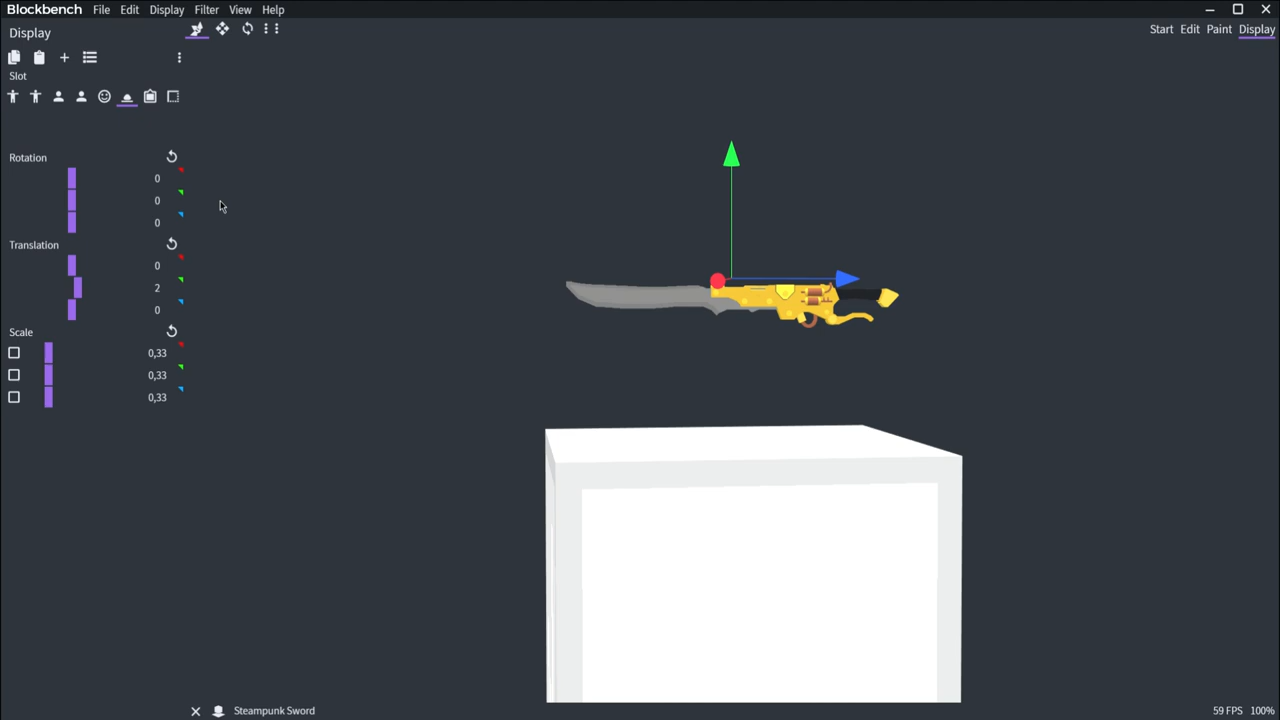 Blockbench File Edit Display Filter View Help
Display
Start Edit Paint Display
Slot
Rotation
0
0
0
Translation
0
2
0
Scale
0,33
0,33
0,33
Steampunk Sword
59 FPS 100%